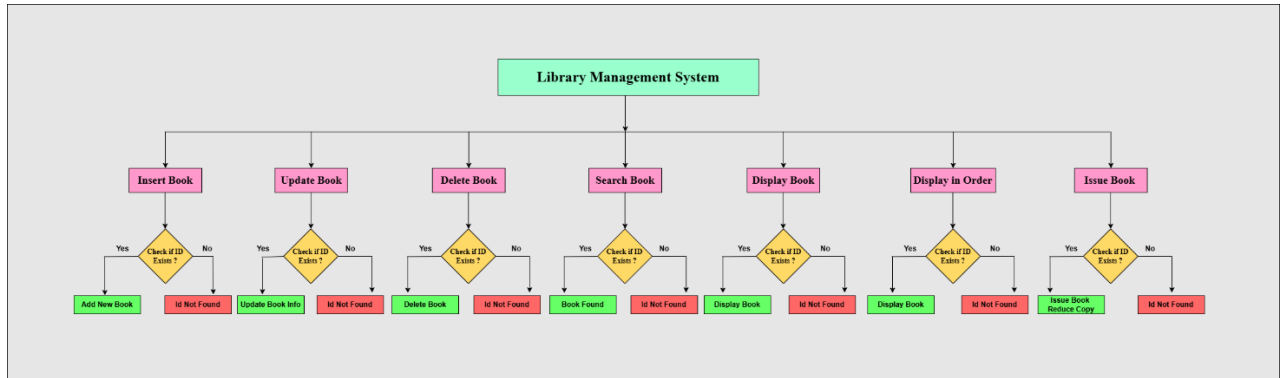 Library Management System
Insert Book
Update Book
Delete Book
Search Book
Display Book
Display in Order
Issue Book
Yes
Check if ID
Exists ?
No
Yes
Check if ID
Exists ?
No
Yes
Check if ID
Exists ?
No
Yes
Check if ID
Exists ?
No
Yes
Check if ID
Exists ?
No
Yes
Check if ID
Exists ?
No
Yes
Check if ID
Exists ?
No
Add New Book
Id Not Found
Update Book Info
Id Not Found
Delete Book
Id Not Found
Book Found
Id Not Found
Display Book
Id Not Found
Display Book
Id Not Found
Issue Book
Reduce Copy
Id Not Found